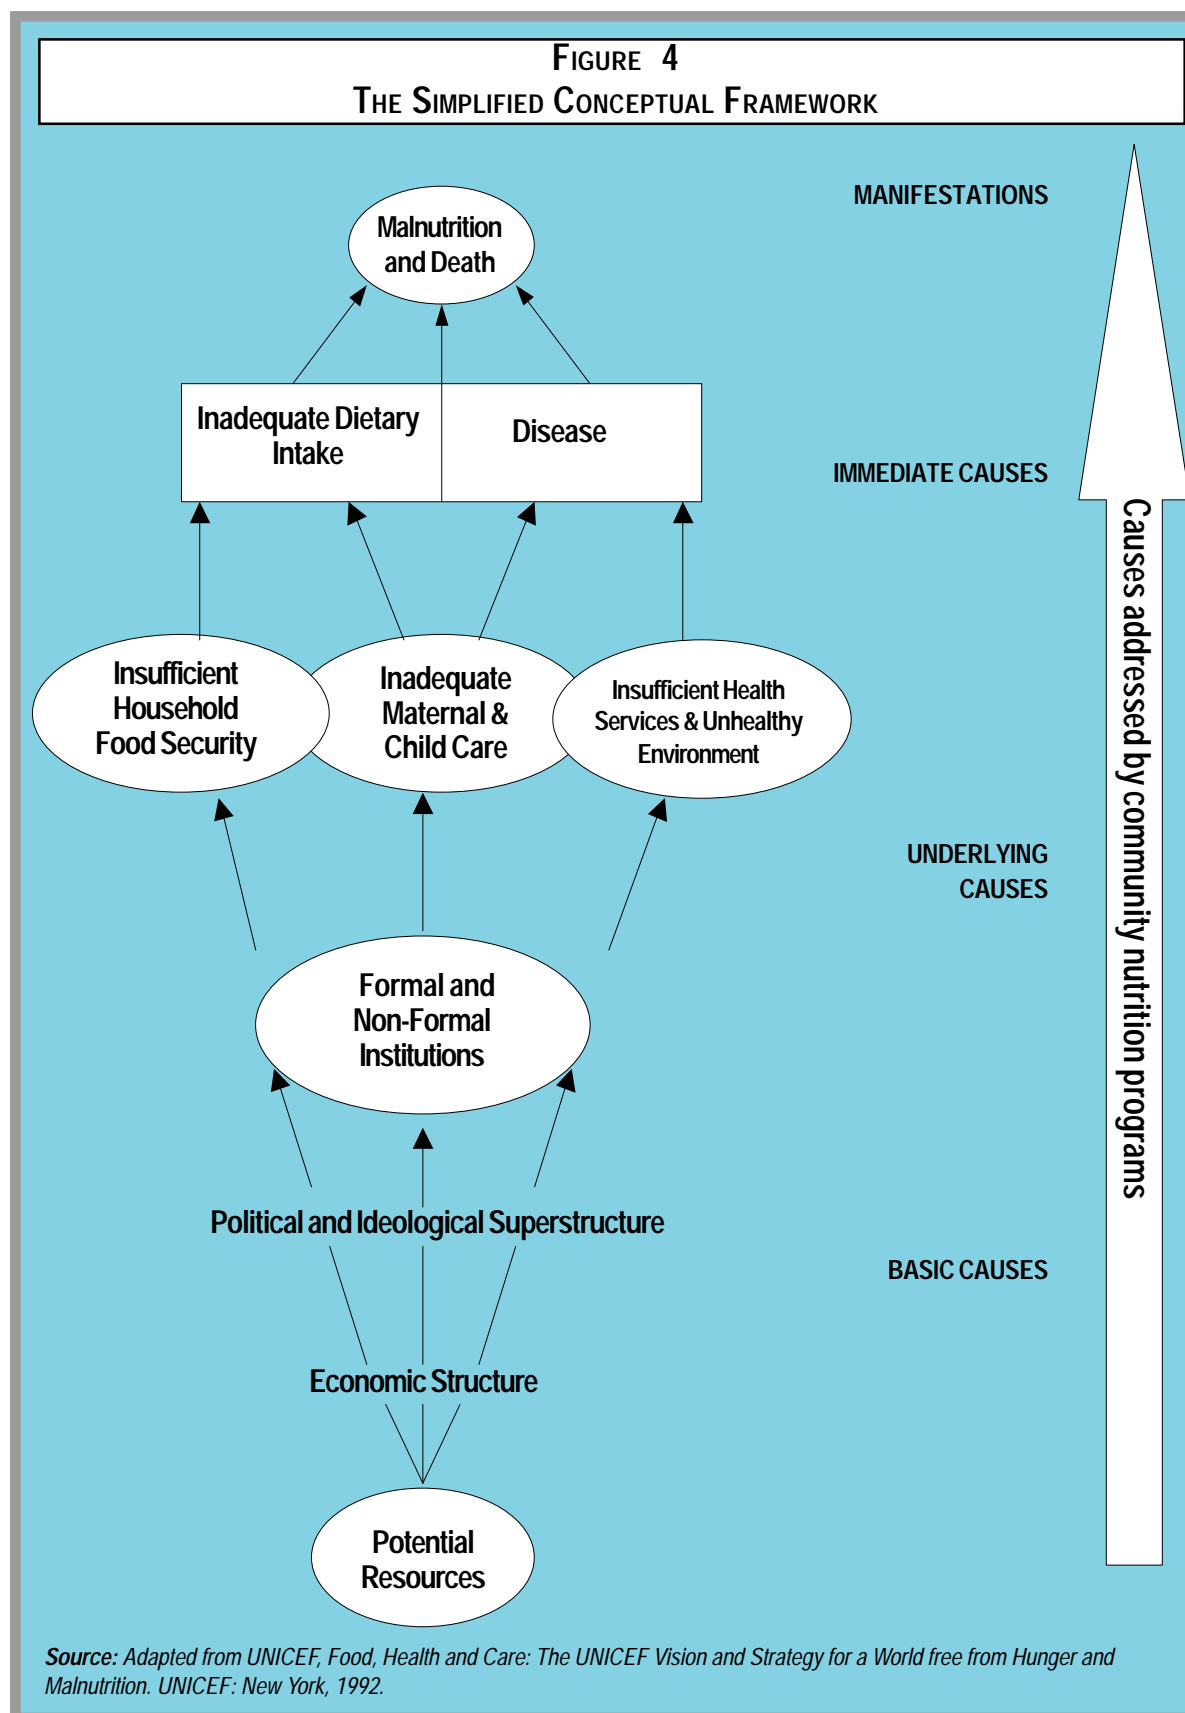 FIGURE 4
THE SIMPLIFIED CONCEPTUAL FRAMEWORK
MANIFESTATIONS
Malnutrition
and Death
Inadequate Dietary
Intake
Disease
IMMEDIATE CAUSES
Insufficient
Household
Food Security
Inadequate
Maternal &
Child Care
Insufficient Health
Services & Unhealthy
Environment
UNDERLYING
CAUSES
Formal and
Non-Formal
Institutions
Political and Ideological Superstructure
BASIC CAUSES
Economic Structure
Potential
Resources
Causes addressed by community nutrition programs
Source: Adapted from UNICEF, Food, Health and Care: The UNICEF Vision and Strategy for a World free from Hunger and
Malnutrition. UNICEF: New York, 1992.